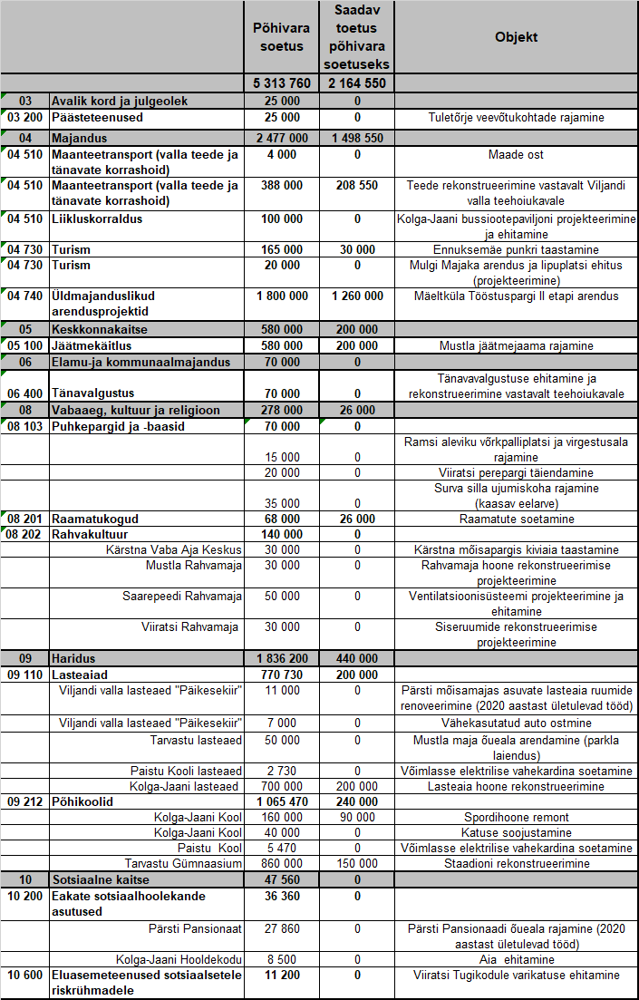 Põhivara soetus Saadav toetus põhivara soetuseks Objekt
5 313 760 2 164 550
03 Avalik kord ja julgeolek 25 000 0
03 200 Päästeteenused 25 000 0 Tuletõrje veevõtukohtade rajamine
04 Majandus 2 477 000 1 498 550
04 510 Maanteetransport (valla teede ja tänavate korrashoid) 4 000 0 Maade ost
04 510 Maanteetransport (valla teede ja tänavate korrashoid) 388 000 208 550 Teede rekonstrueerimine vastavalt Viljandi valla teehoiukavale
04 510 Liikluskorraldus 100 000 0 Kolga-Jaani bussiootepaviljoni projekteerimine ja ehitamine
04 730 Turism 165 000 30 000 Ennuksemäe punkri taastamine
04 730 Turism 20 000 0 Mulgi Majaka arendus ja lipuplatsi ehitus (projekteerimine)
04 740 Üldmajanduslikud arendusprojektid 1 800 000 1 260 000 Mäeltküla Tööstuspargi II etapi arendus
05 Keskkonnakaitse 580 000 200 000
05 100 Jäätmekäitlus 580 000 200 000 Mustla jäätmejaama rajamine
06 Elamu-ja kommunaalmajandus 70 000 0
06 400 Tänavalgustus 70 000 0 Tänavavalgustuse ehitamine ja rekonstrueerimine vastavalt teehoiukavale
08 Vabaaeg, kultuur ja religioon 278 000 26 000
08 103 Puhkepargid ja -baasid 70 000 0
15 000 0 Ramsi aleviku võrkpalliplatsi ja virgestusala rajamine
20 000 0 Viiratsi perepargi täiendamine
35 000 0 Surva silla ujumiskoha rajamine (kaasav eelarve)
08 201 Raamatukogud 68 000 26 000 Raamatute soetamine
08 202 Rahvakultuur 140 000 0
Kärstna Vaba Aja Keskus 30 000 0 Kärstna mõisapargis kiviaia taastamine
Mustla Rahvamaja 30 000 0 Rahvamaja hoone rekonstrueerimise projekteerimine
Saarepeedi Rahvamaja 50 000 0 Ventilatsioonisüsteemi projekteerimine ja ehitamine
Viiratsi Rahvamaja 30 000 0 Siseruumide rekonstrueerimise projekteerimine
09 Haridus 1 836 200 440 000
09 110 Lasteaiad 770 730 200 000
Viljandi valla lasteaed "Päikesekiir" 11 000 0 Pärsti mõisamajas asuvate lasteaia ruumide renoveerimine (2020 aastast ületulevad tööd)
Viljandi valla lasteaed "Päikesekiir" 7 000 0 Vähekasutatud auto ostmine
Tarvastu lasteaed 50 000 0 Mustla maja õueala arendamine (parkla laiendus)
Paistu Kooli lasteaed 2 730 0 Võimlasse elektrilise vahekardina soetamine
Kolga-Jaani lasteaed 700 000 200 000 Lasteaia hoone rekonstrueerimine
09 212 Põhikoolid 1 065 470 240 000
Kolga-Jaani Kool 160 000 90 000 Spordihoone remont
Kolga-Jaani Kool 40 000 0 Katuse soojustamine
Paistu Kool 5 470 0 Võimlasse elektrilise vahekardina soetamine
Tarvastu Gümnaasium 860 000 150 000 Staadioni rekonstrueerimine
10 Sotsiaalne kaitse 47 560 0
10 200 Eakate sotsiaalhoolekande asutused 36 360 0
Pärsti Pansionaat 27 860 0 Pärsti Pansionaadi õueala rajamine (2020 aastast ületulevad tööd)
Kolga-Jaani Hooldekodu 8 500 0 Aia ehitamine
10 600 Eluasemeteenused sotsiaalsetele riskrühmadele 11 200 0 Viiratsi Tugikodule varikatuse ehitamine